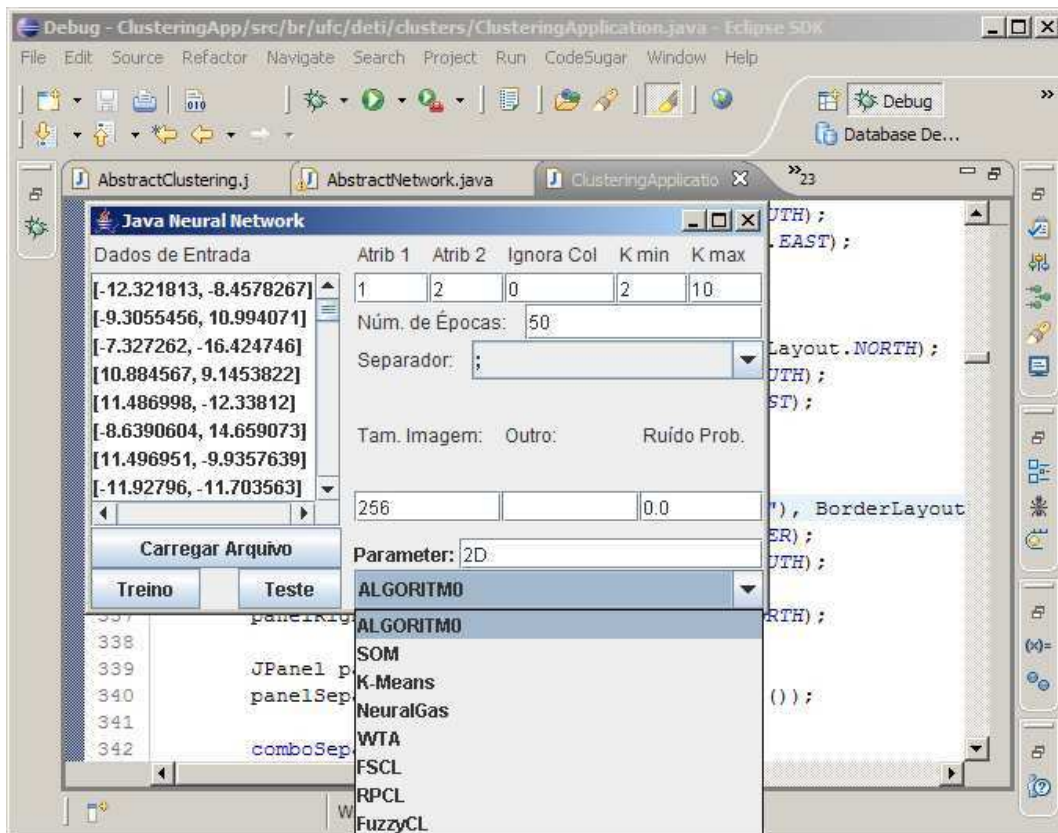 Debug - ClusteringApp/src/br/ufc/deti/clusters/ClusteringApplication.java - Eclipse SDK
File Edit Source Refactor Navigate Search Project Run CodeSugar Window Help
Debug
Database De...
AbstractClustering.j
AbstractNetwork.java
ClusteringApplicatio
23
Java Neural Network
Dados de Entrada
Atrib 1 Atrib 2 Ignora Col K min K max
[-12.321813, -8.4578267]
[-9.3055456, 10.994071]
[-7.327262, -16.424746]
[10.884567, 9.1453822]
[11.486998, -12.33812]
[-8.6390604, 14.659073]
[11.496951, -9.9357639]
[-11.92796, -11.703563]
1 2 0 2 10
Núm. de Épocas: 50
Separador: ;
Tam. Imagem: Outro: Ruído Prob.
256 0.0
Carregar Arquivo
Treino Teste
Parameter: 2D
ALGORITMO
ALGORITMO
SOM
K-Means
NeuralGas
WTA
FSCL
RPCL
FuzzyCL
UTH);
.EAST);
Layout.NORTH);
UTH);
ST);
"), BorderLayout
ER);
UTH);
RTH);
338
339 JPanel p
340 panelSep ());
341
342 comboSep
(x)=